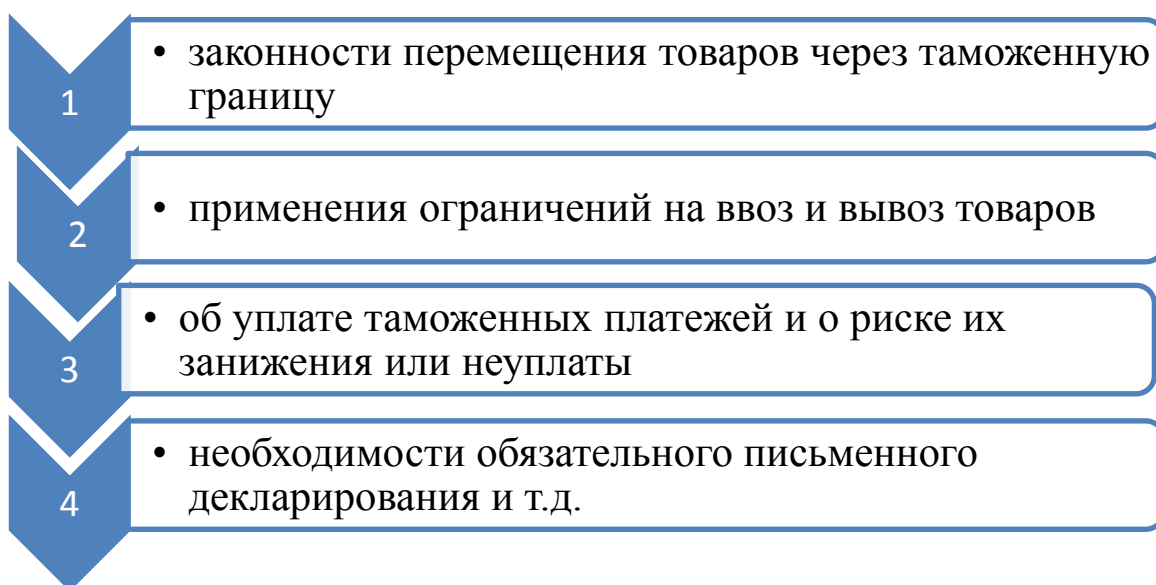 1
• законности перемещения товаров через таможенную
границу
2
• применения ограничений на ввоз и вывоз товаров
3
• об уплате таможенных платежей и о риске их
занижения или неуплаты
4
• необходимости обязательного письменного
декларирования и т.д.